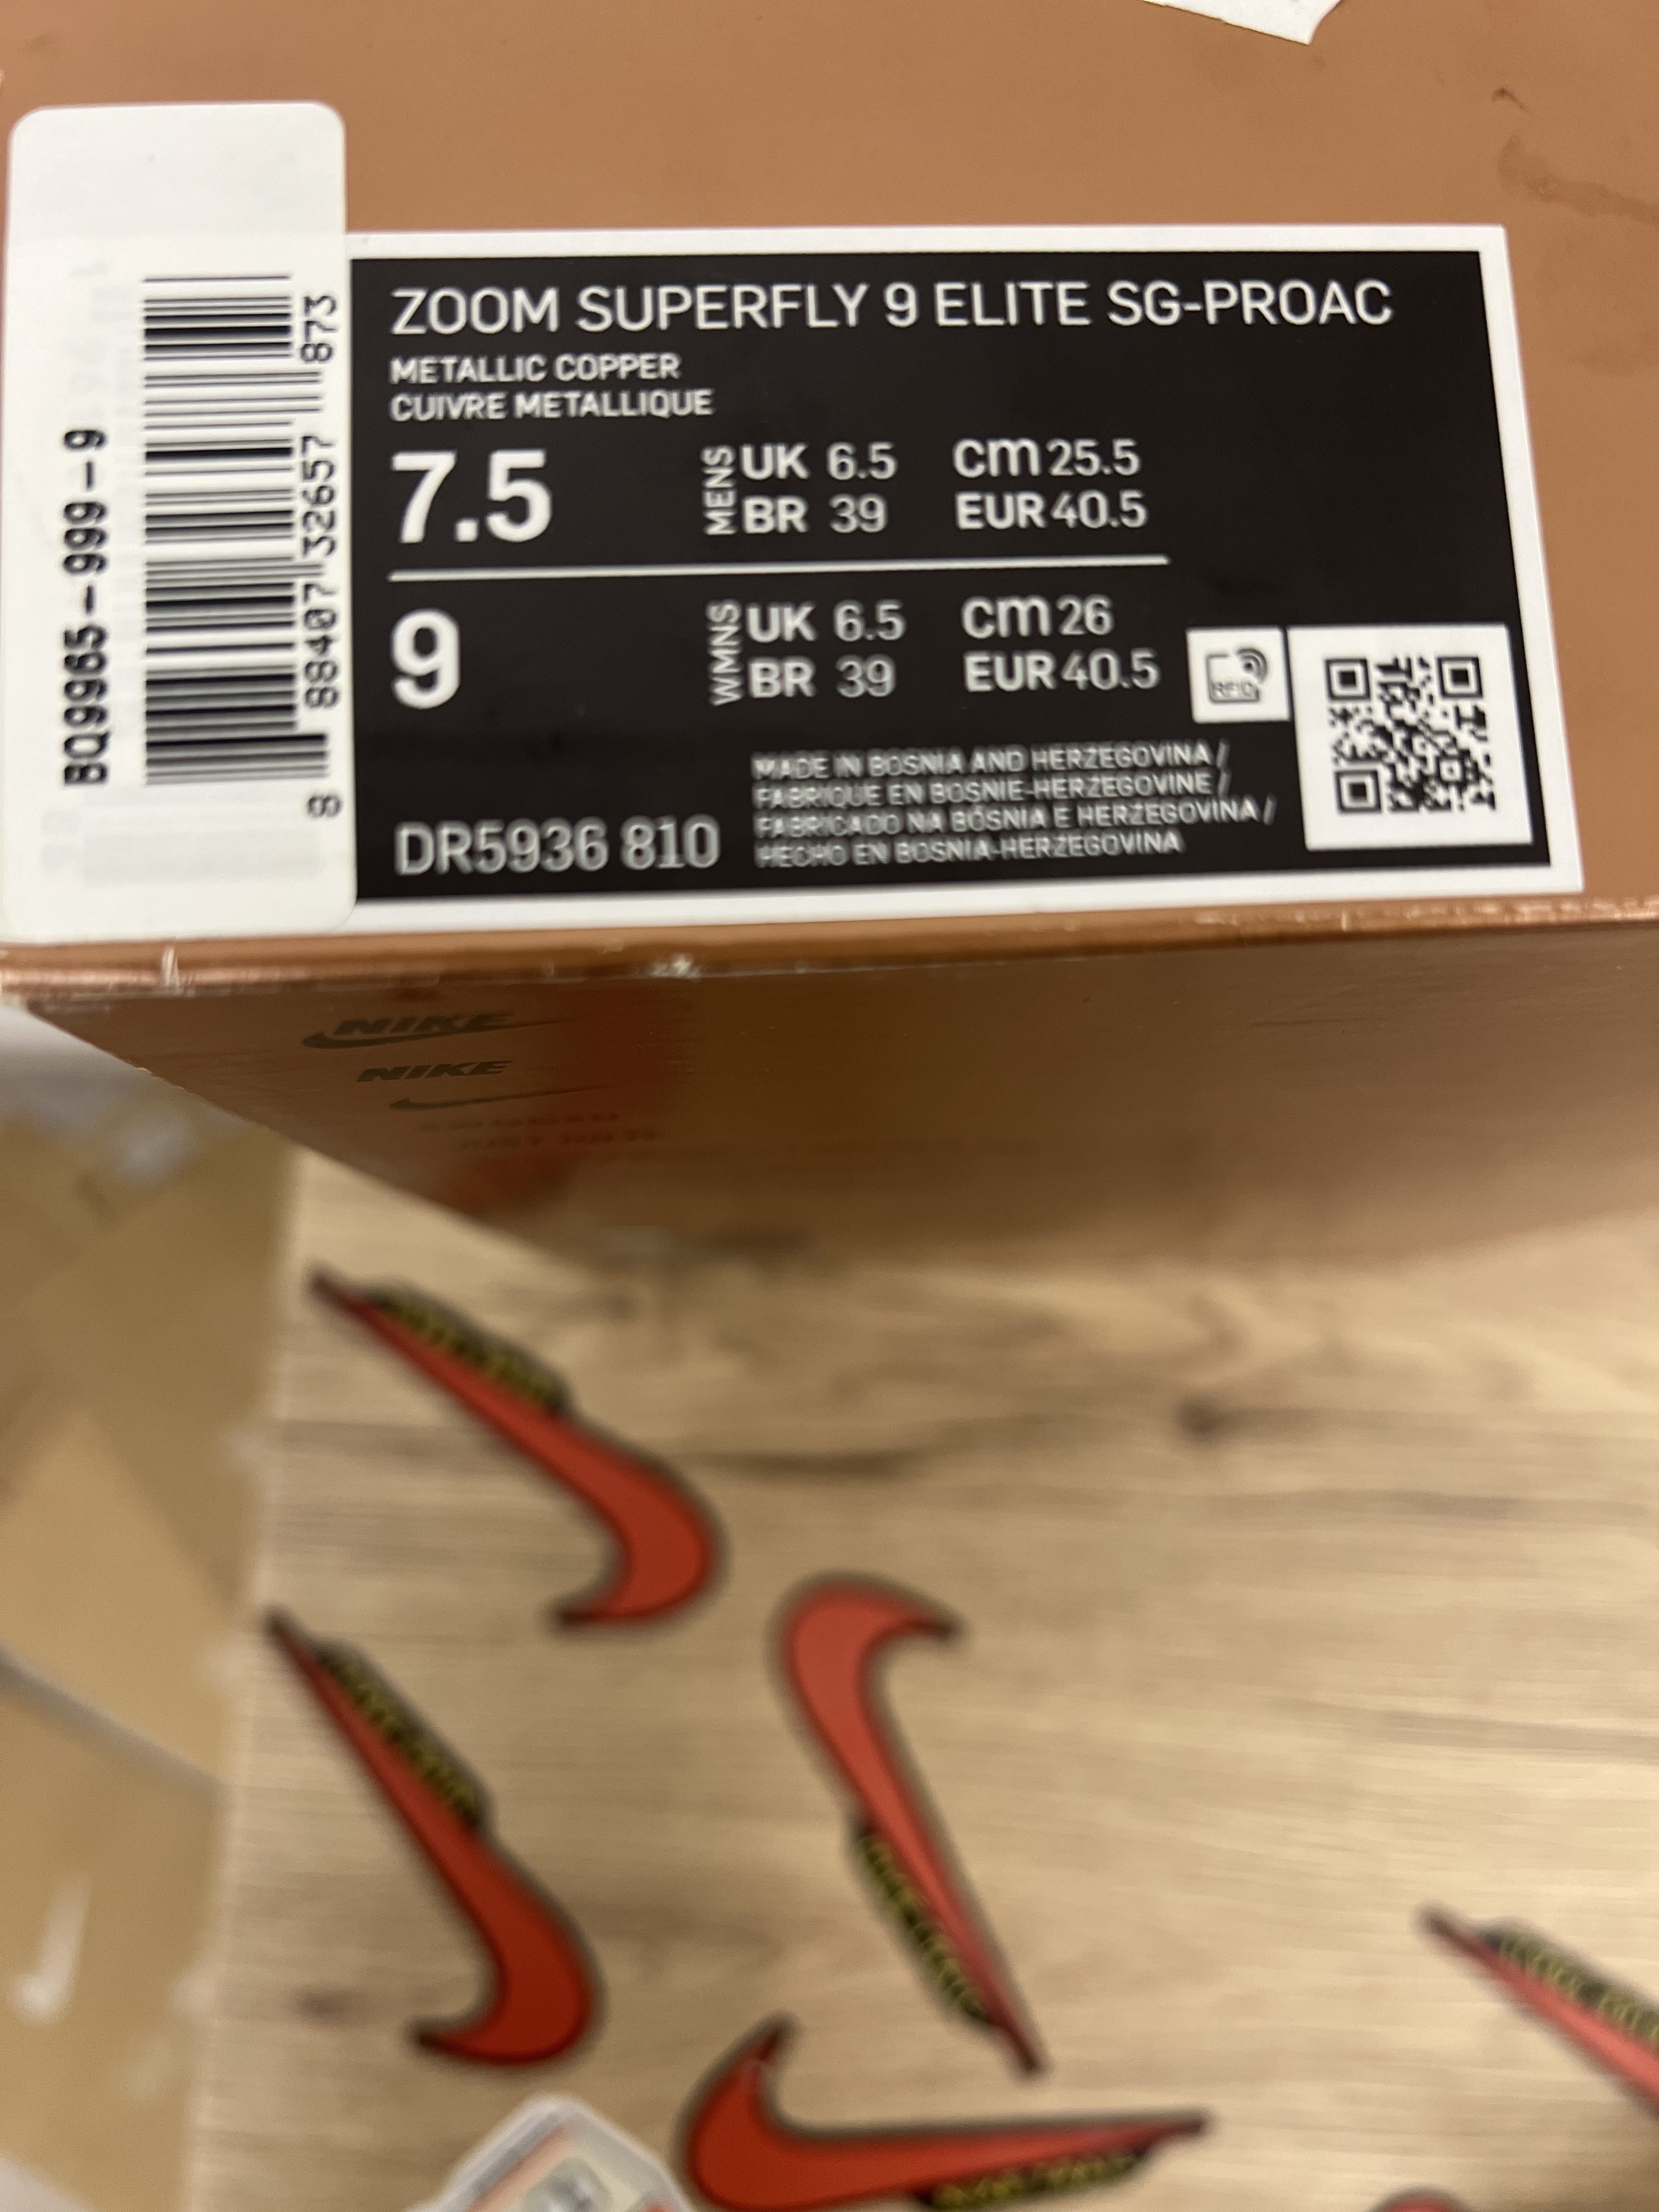 BQ9965-999-9
8 88407 32657 873
ZOOM SUPERFLY 9 ELITE SG-PROAC
METALLIC COPPER
CUIVRE METALLIQUE
7.5 MENS UK 6.5 cm 25.5
BR 39 EUR 40.5
9 WMNS UK 6.5 cm 26
BR 39 EUR 40.5
RFID
MADE IN BOSNIA AND HERZEGOVINA /
FABRIQUE EN BOSNIE-HERZEGOVINE /
FABRICADO NA BÓSNIA E HERZEGOVINA /
HECHO EN BOSNIA-HERZEGOVINA
DR5936 810
NIKE
NIKE